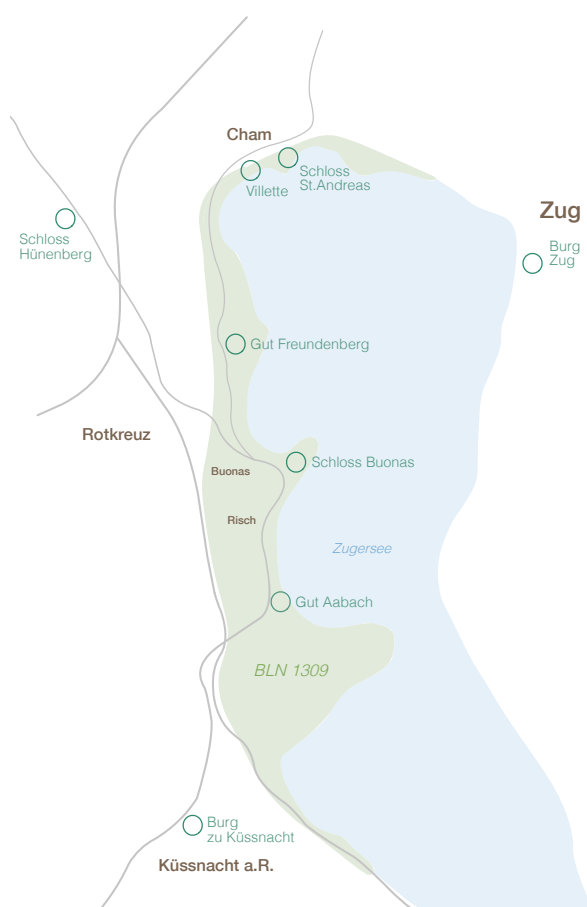 Cham
Schloss
St.Andreas
Villette
Zug
Schloss
Hünenberg
Burg
Zug
Gut Freundenberg
Rotkreuz
Schloss Buonas
Buonas
Risch
Zugersee
Gut Aabach
BLN 1309
Burg
zu Küssnacht
Küssnacht a.R.